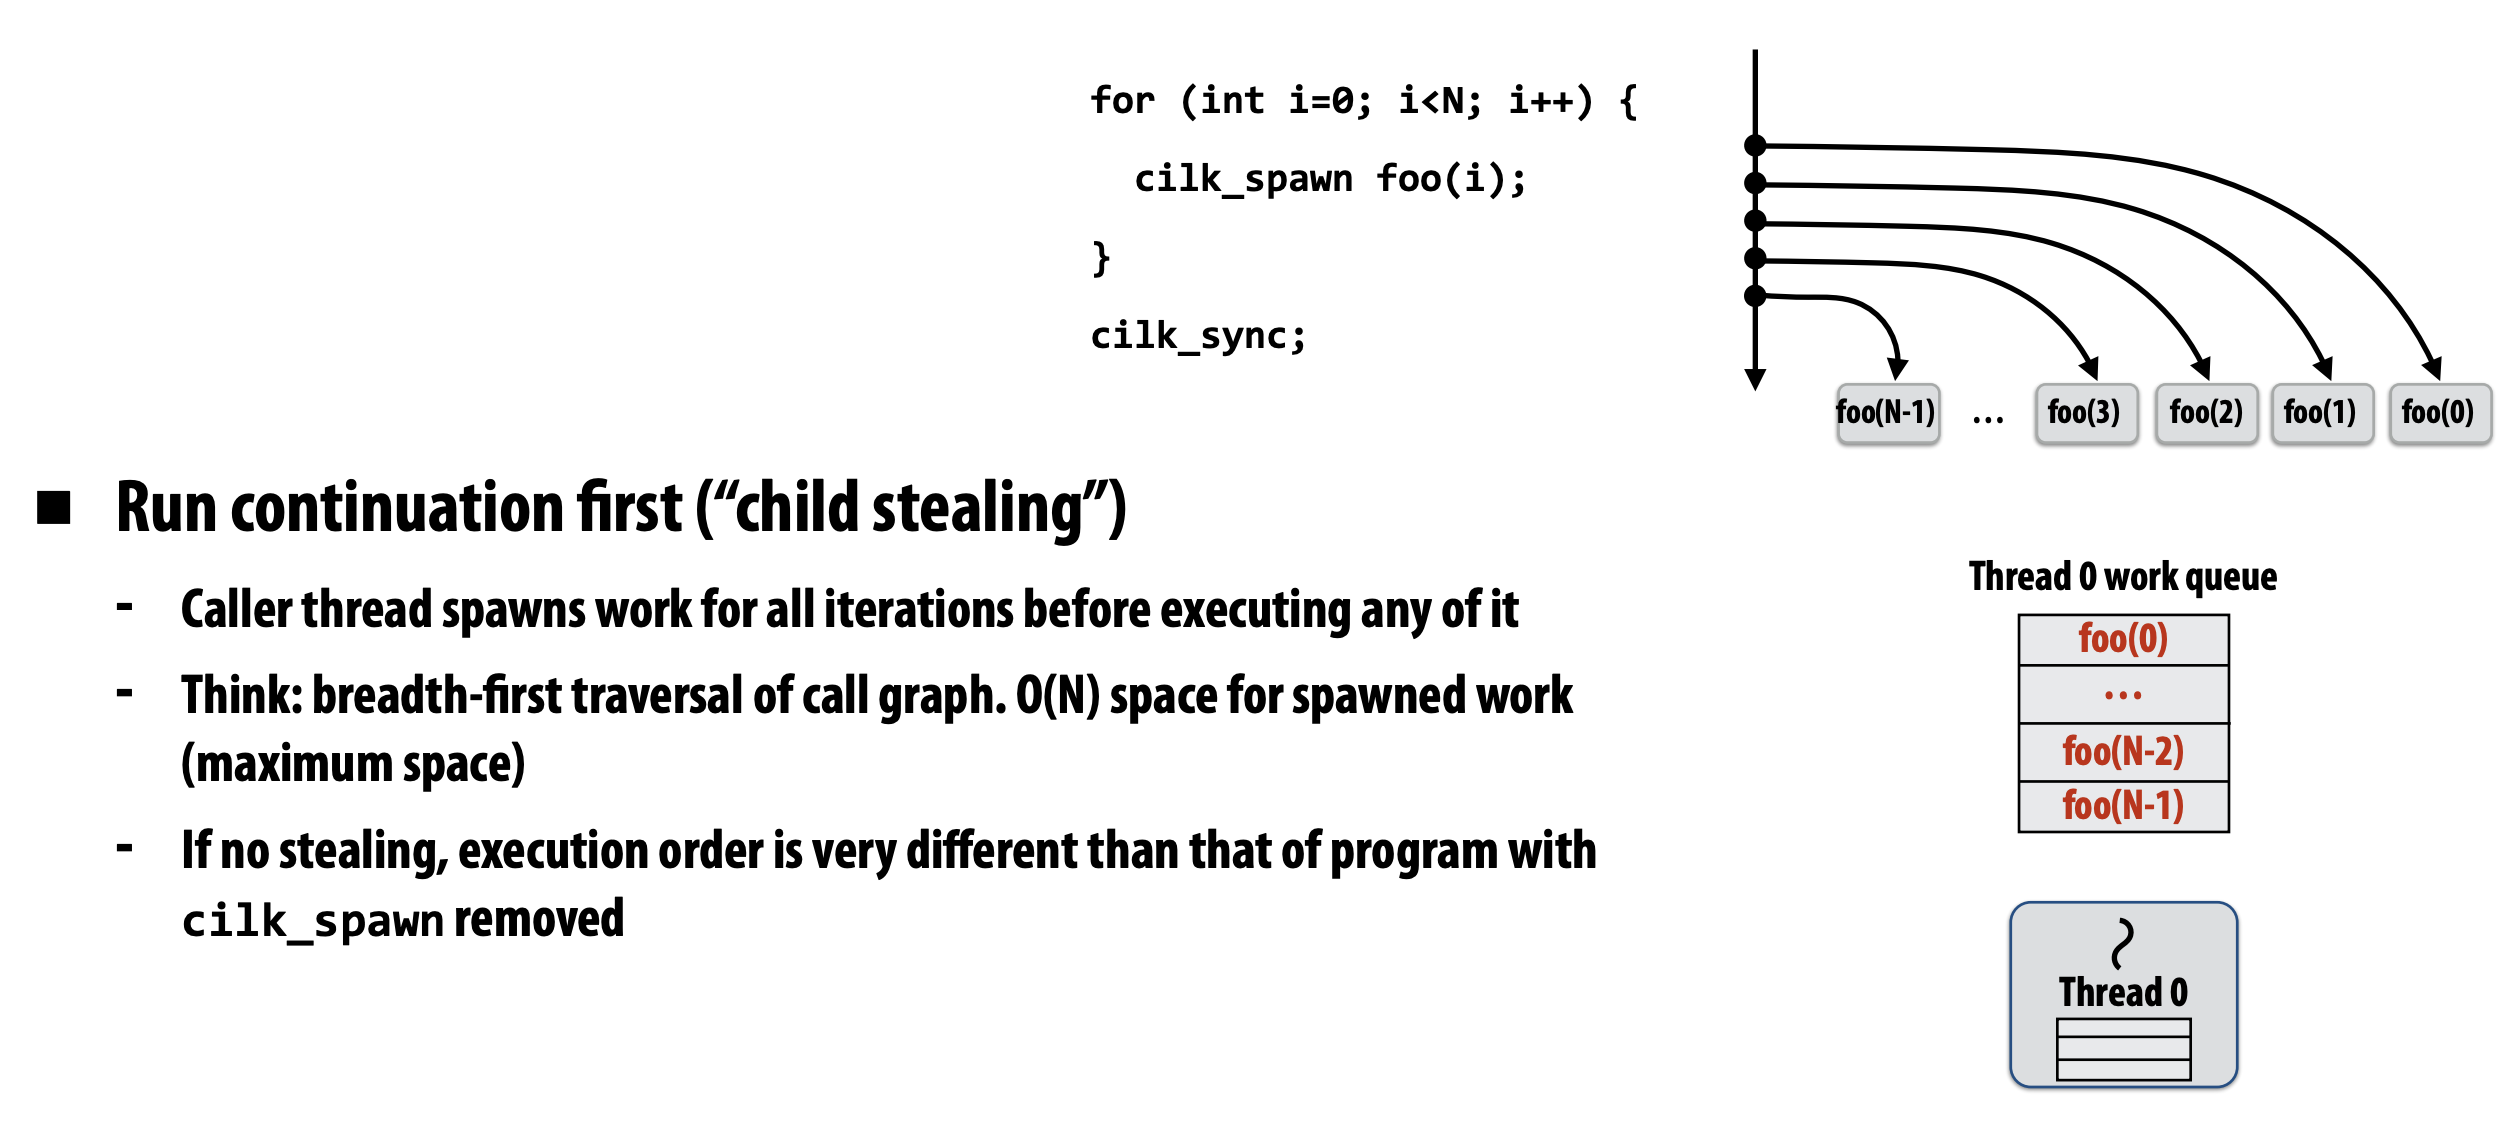 for (int i=0; i<N; i++) {
cilk_spawn foo(i);
}
cilk_sync;
foo(N-1) ... foo(3) foo(2) foo(1) foo(0)
■ Run continuation first (“child stealing”)
- Caller thread spawns work for all iterations before executing any of it
- Think: breadth-first traversal of call graph. O(N) space for spawned work
(maximum space)
- If no stealing, execution order is very different than that of program with
cilk_spawn removed
Thread 0 work queue
foo(0)
...
foo(N-2)
foo(N-1)
Thread 0